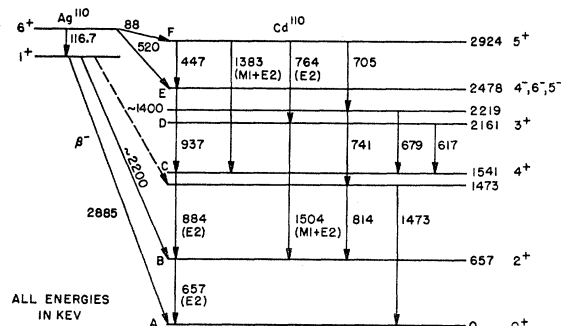 Ag¹¹⁰ Cd¹¹⁰
6⁺ 88 F 2924 5⁺
116.7 520 447 1383 (M1+E2) 764 (E2) 705
1⁺
E 2478 4⁻,6⁻,5⁻
~1400 2219
D 2161 3⁺
β⁻ ~2200 937 741 679 617
C 1541 4⁺
1473
2885 884 (E2) 1504 (M1+E2) 814 1473
B 657 2⁺
657 (E2)
ALL ENERGIES
IN KEV
A 0 0⁺